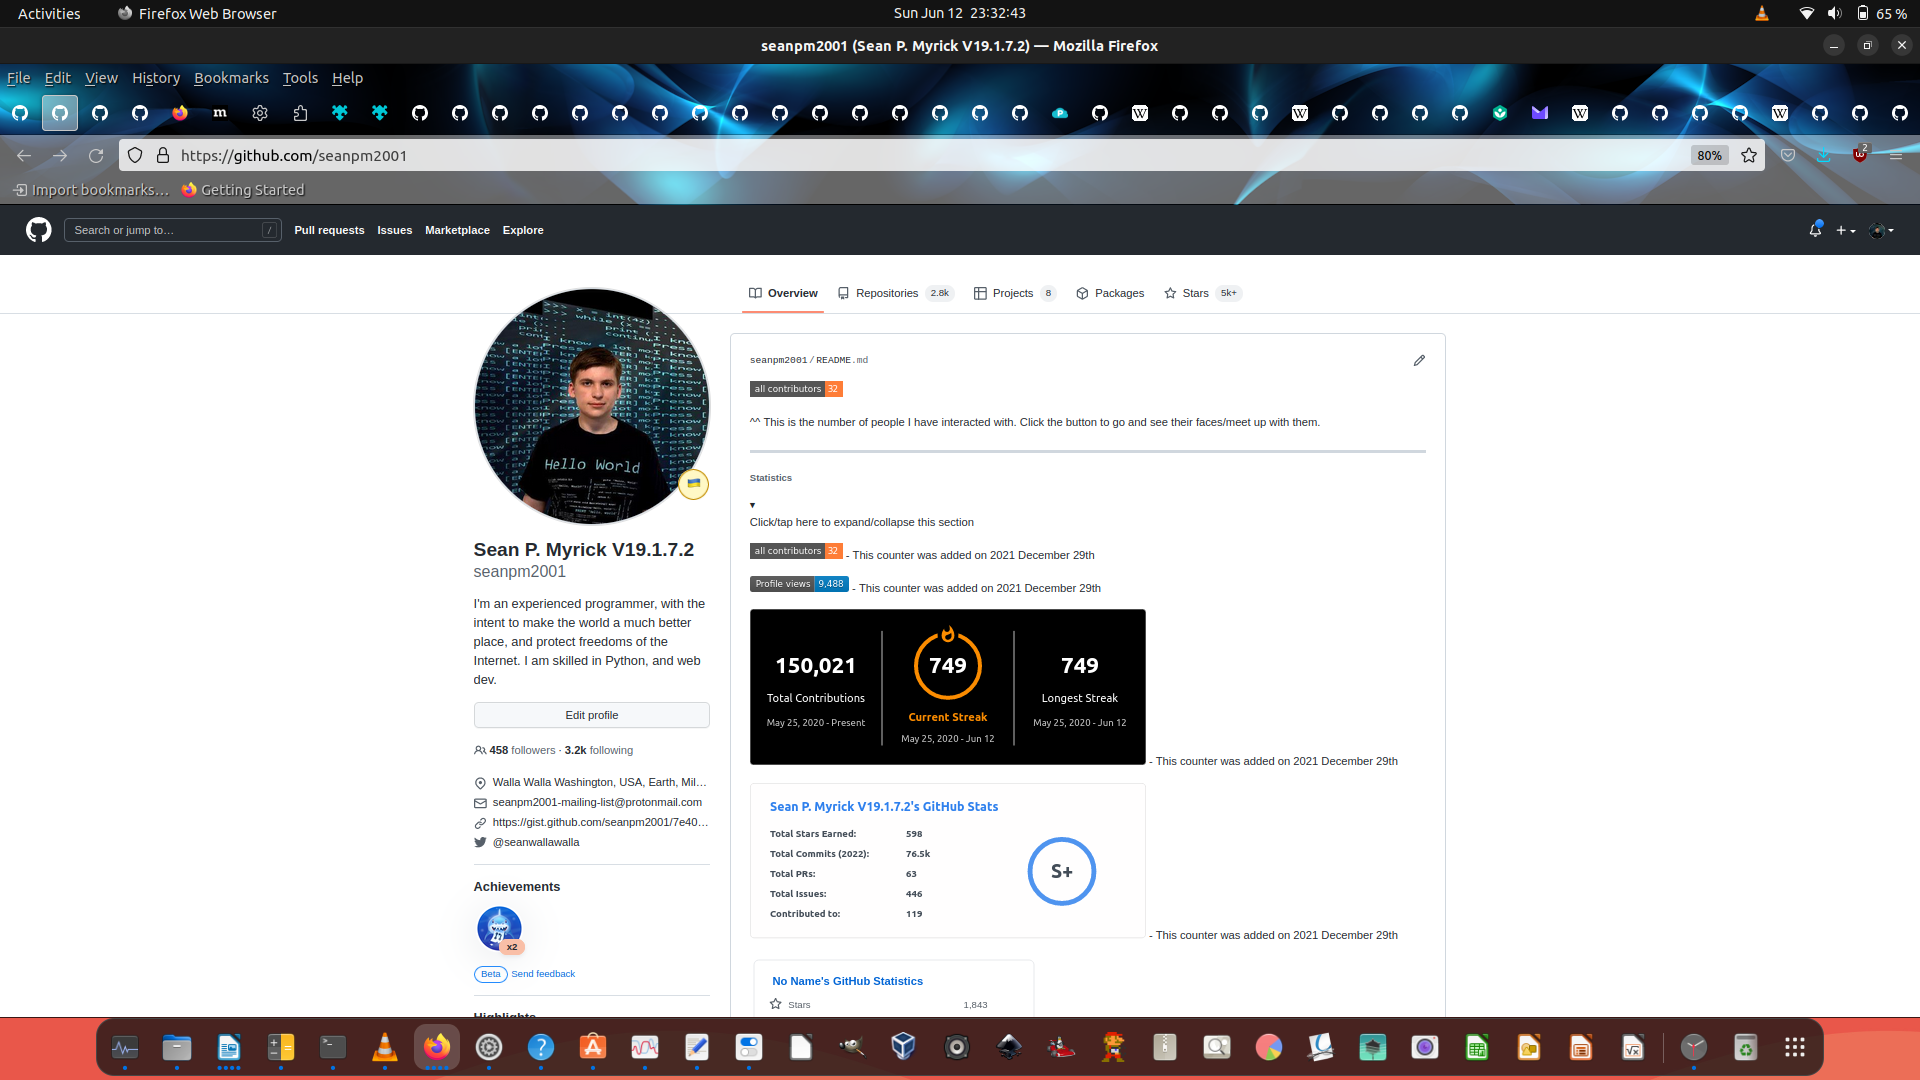 Activities
Firefox Web Browser
Sun Jun 12 23:32:43
65 %
seanpm2001 (Sean P. Myrick V19.1.7.2) — Mozilla Firefox
File Edit View History Bookmarks Tools Help
https://github.com/seanpm2001
80%
2
Import bookmarks…
Getting Started
Search or jump to…
/
Pull requests Issues Marketplace Explore
Overview
Repositories 2.8k
Projects 8
Packages
Stars 5k+
Hello World
Sean P. Myrick V19.1.7.2
seanpm2001
I'm an experienced programmer, with the
intent to make the world a much better
place, and protect freedoms of the
Internet. I am skilled in Python, and web
dev.
Edit profile
458 followers · 3.2k following
Walla Walla Washington, USA, Earth, Mil…
seanpm2001-mailing-list@protonmail.com
https://gist.github.com/seanpm2001/7e40…
@seanwallawalla
Achievements
x2
Beta Send feedback
Highlights
seanpm2001/README.md
all contributors 32
^^ This is the number of people I have interacted with. Click the button to go and see their faces/meet up with them.
Statistics
▾
Click/tap here to expand/collapse this section
all contributors 32 - This counter was added on 2021 December 29th
Profile views 9,488 - This counter was added on 2021 December 29th
150,021
Total Contributions
May 25, 2020 - Present
749
Current Streak
May 25, 2020 - Jun 12
749
Longest Streak
May 25, 2020 - Jun 12
- This counter was added on 2021 December 29th
Sean P. Myrick V19.1.7.2's GitHub Stats
Total Stars Earned: 598
Total Commits (2022): 76.5k
Total PRs: 63
Total Issues: 446
Contributed to: 119
S+
- This counter was added on 2021 December 29th
No Name's GitHub Statistics
Stars 1,843